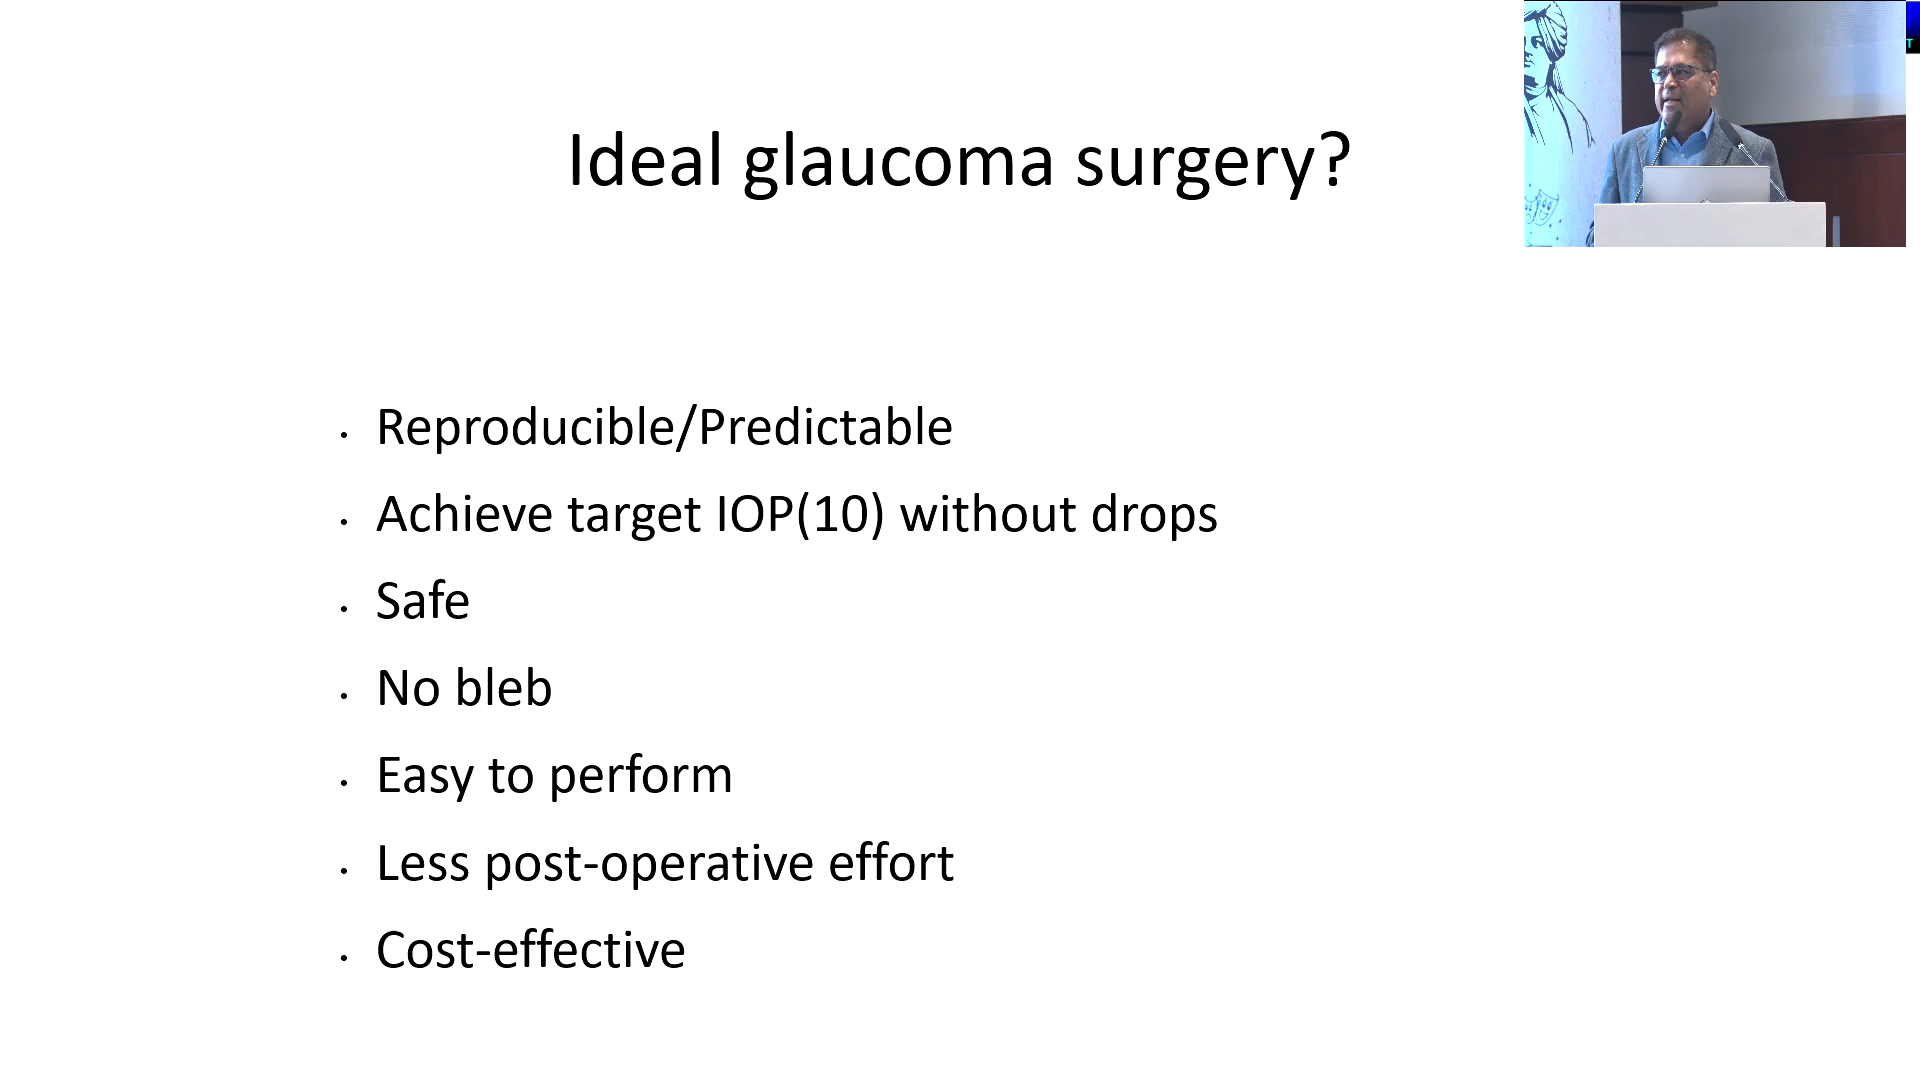 Ideal glaucoma surgery?
• Reproducible/Predictable
• Achieve target IOP(10) without drops
• Safe
• No bleb
• Easy to perform
• Less post-operative effort
• Cost-effective
T